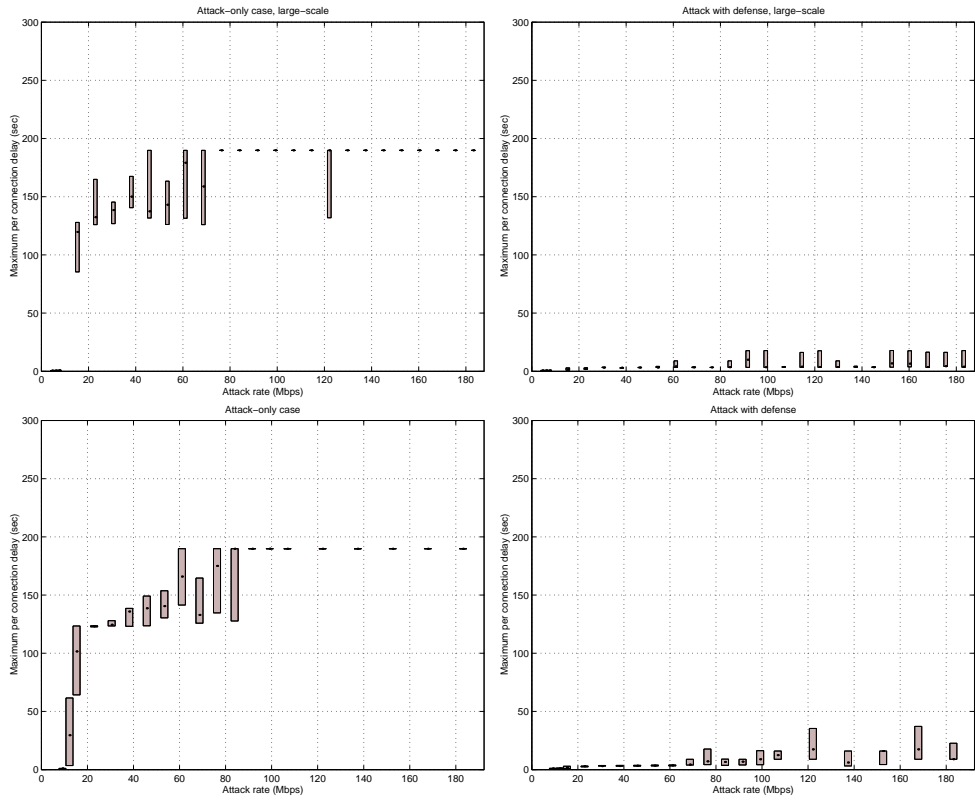 Attack−only case, large−scale
300
250
200
150
100
50
0
Maximum per connection delay (sec)
0 20 40 60 80 100 120 140 160 180
Attack rate (Mbps)
Attack with defense, large−scale
300
250
200
150
100
50
0
Maximum per connection delay (sec)
0 20 40 60 80 100 120 140 160 180
Attack rate (Mbps)
Attack−only case
300
250
200
150
100
50
0
Maximum per connection delay (sec)
0 20 40 60 80 100 120 140 160 180
Attack rate (Mbps)
Attack with defense
300
250
200
150
100
50
0
Maximum per connection delay (sec)
0 20 40 60 80 100 120 140 160 180
Attack rate (Mbps)